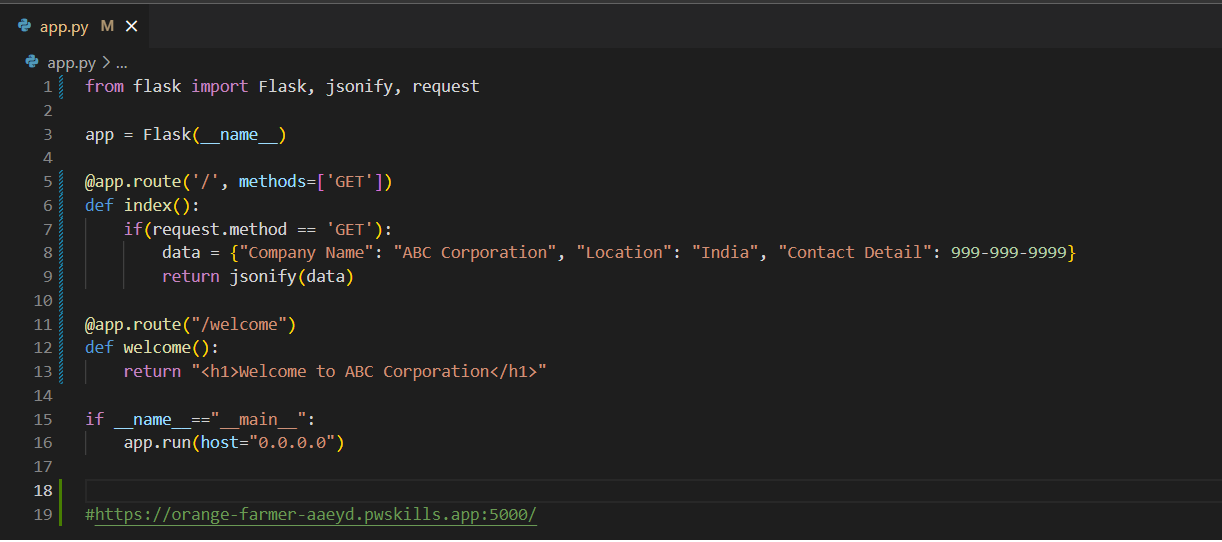 app.py M ×
app.py > ...
1 from flask import Flask, jsonify, request
2
3 app = Flask(__name__)
4
5 @app.route('/', methods=['GET'])
6 def index():
7     if(request.method == 'GET'):
8         data = {"Company Name": "ABC Corporation", "Location": "India", "Contact Detail": 999-999-9999}
9         return jsonify(data)
10
11 @app.route("/welcome")
12 def welcome():
13     return "<h1>Welcome to ABC Corporation</h1>"
14
15 if __name__=="__main__":
16     app.run(host="0.0.0.0")
17
18
19 #https://orange-farmer-aaeyd.pwskills.app:5000/